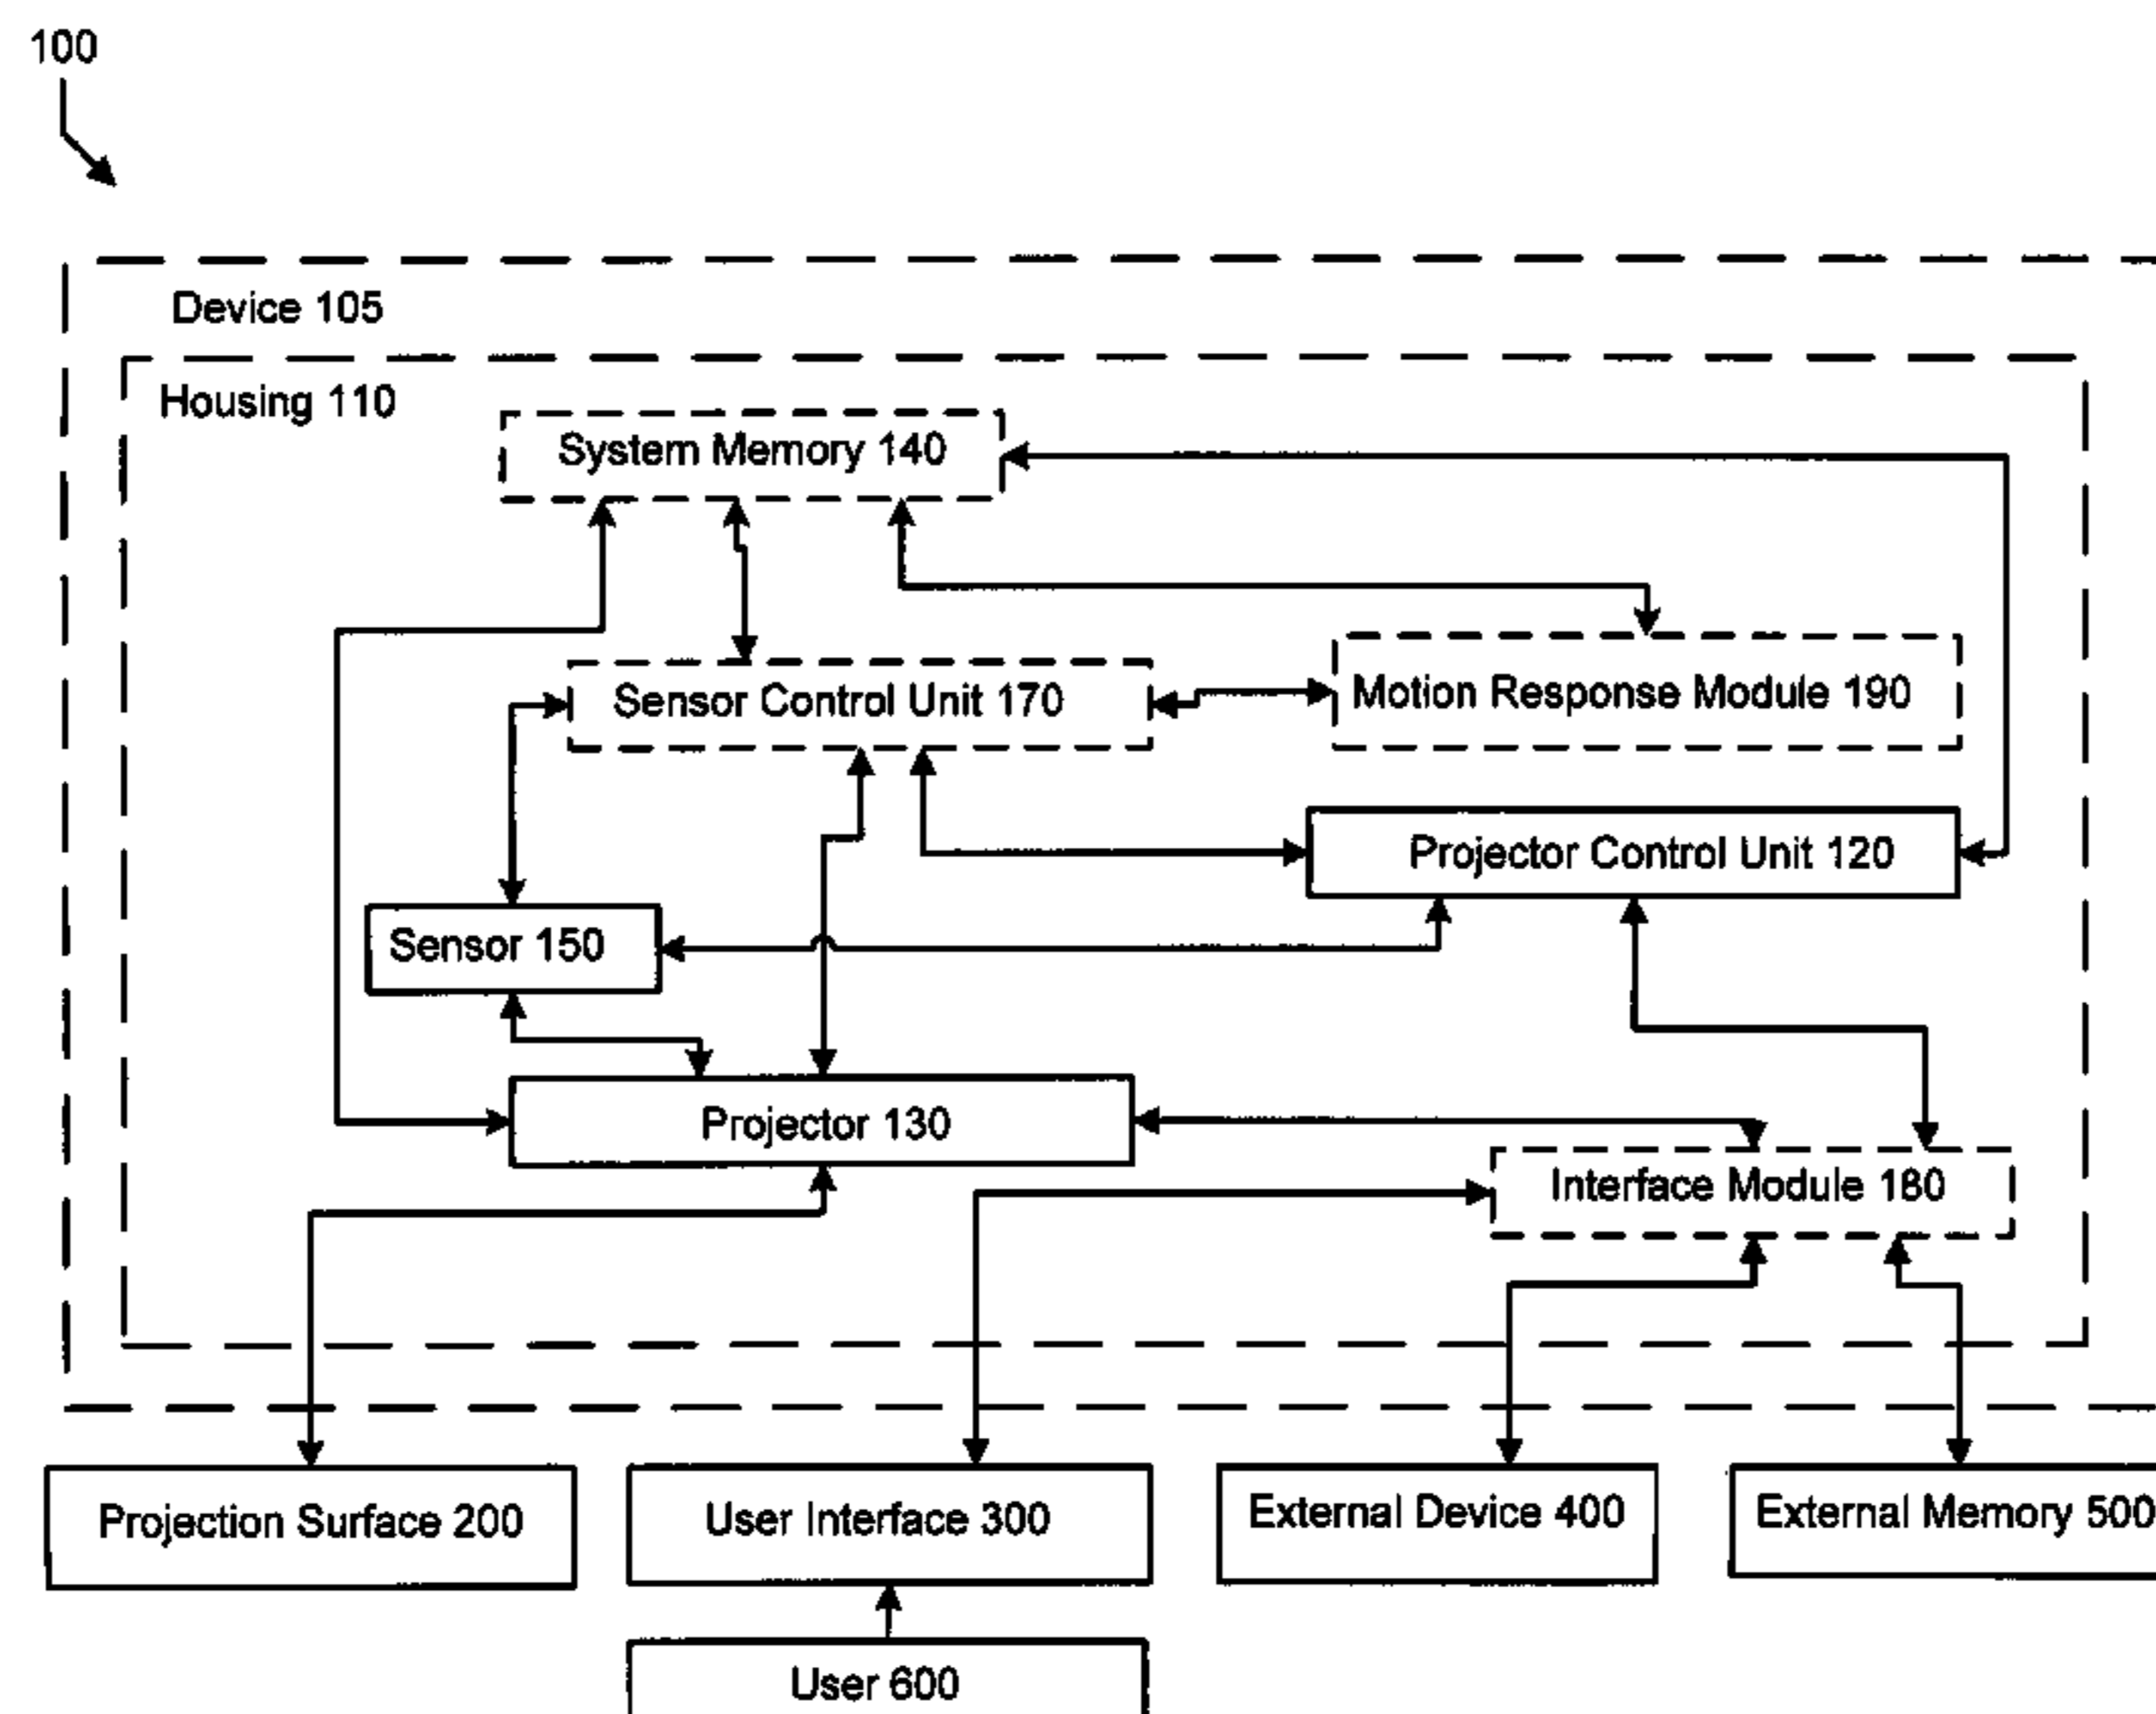 100
Device 105
Housing 110
System Memory 140
Sensor Control Unit 170
Motion Response Module 190
Projector Control Unit 120
Sensor 150
Projector 130
Interface Module 180
Projection Surface 200
User Interface 300
External Device 400
External Memory 500
User 600